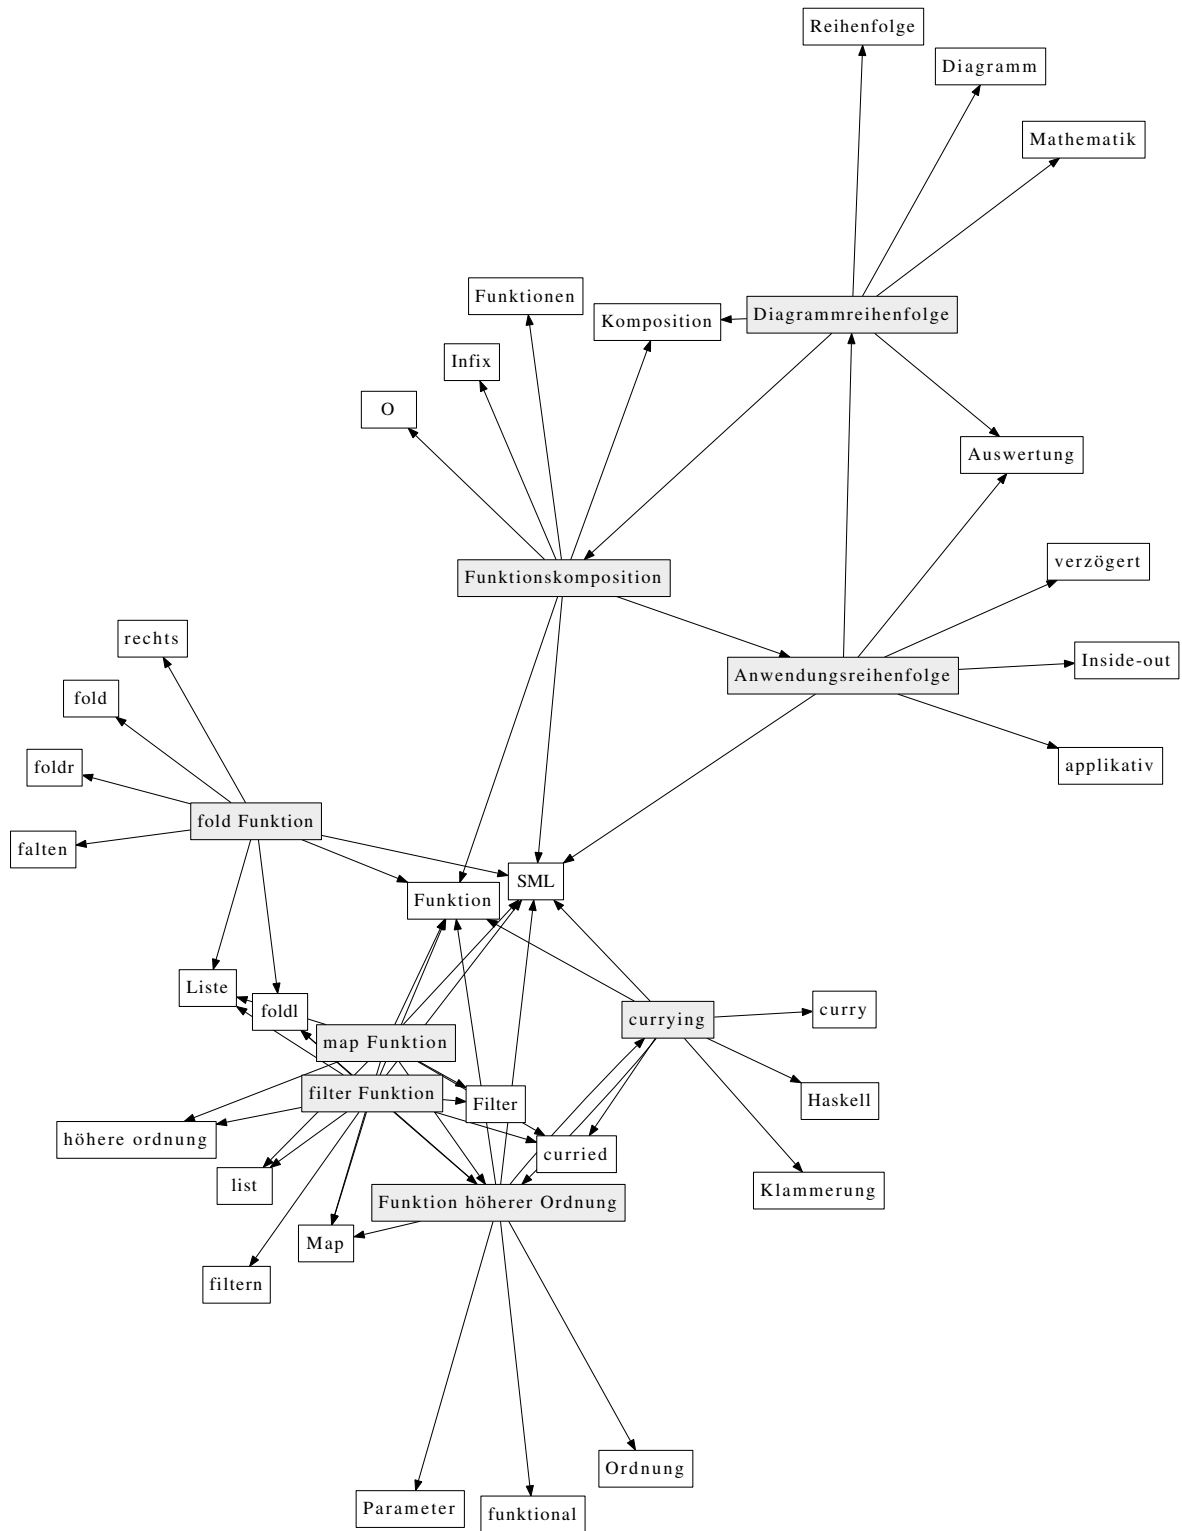 Reihenfolge
Diagramm
Mathematik
Funktionen
Komposition
Diagrammreihenfolge
Infix
O
Auswertung
verzögert
Funktionskomposition
rechts
Inside-out
Anwendungsreihenfolge
fold
foldr
applikativ
fold Funktion
falten
SML
Funktion
Liste
foldl
curry
currying
map Funktion
filter Funktion
Haskell
Filter
höhere ordnung
curried
list
Klammerung
Funktion höherer Ordnung
Map
filtern
Ordnung
Parameter
funktional